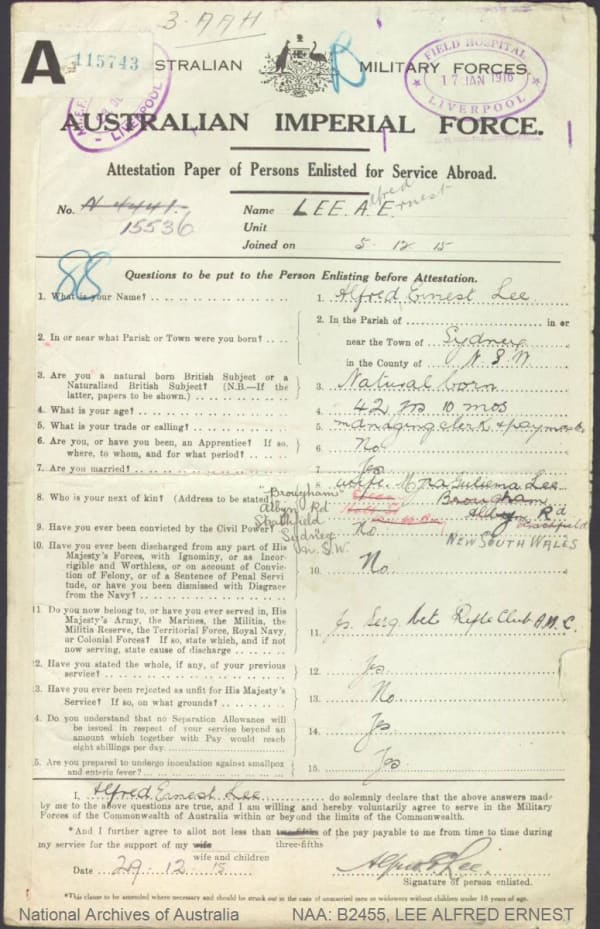 3. AAH
A 115743
AUSTRALIAN MILITARY FORCES.
FIELD HOSPITAL
17 JAN 1916
LIVERPOOL
LIVERPOOL
AUSTRALIAN IMPERIAL FORCE.
Attestation Paper of Persons Enlisted for Service Abroad.
No. N 4441. Name LEE. A. E. Alfred Ernest
15536 Unit
Joined on 5 - 12 15
88
Questions to be put to the Person Enlisting before Attestation.
1. What is your Name? 1. Alfred Ernest Lee
2. In or near what Parish or Town were you born? 2. In the Parish of in or
near the Town of Sydney
in the County of N. S. W.
3. Are you a natural born British Subject or a
Naturalized British Subject? (N.B.—If the
latter, papers to be shown.) 3. Natural born
4. What is your age? 4. 42 yrs 10 mos
5. What is your trade or calling? 5. managing clerk & paymaster
6. Are you, or have you been, an Apprentice? If so,
where, to whom, and for what period? 6. No
7. Are you married? 7. Yes
8. Who is your next of kin? (Address to be stated) 8. wife Lee
"Brougham" Brougham
Albyn Rd Albyn Rd
Strathfield Strathfield
Sydney NEW SOUTH WALES
N.S.W.
9. Have you ever been convicted by the Civil Power? No
10. Have you ever been discharged from any part of His
Majesty's Forces, with Ignominy, or as Incor-
rigible and Worthless, or on account of Convic-
tion of Felony, or of a Sentence of Penal Servi-
tude, or have you been dismissed with Disgrace
from the Navy? 10. No.
11 Do you now belong to, or have you ever served in, His
Majesty's Army, the Marines, the Militia, the
Militia Reserve, the Territorial Force, Royal Navy,
or Colonial Forces? If so, state which, and if not
now serving, state cause of discharge 11. Rifle Club A.M.C.
2. Have you stated the whole, if any, of your previous
service? 12. Yes
3. Have you ever been rejected as unfit for His Majesty's
Service? If so, on what grounds? 13. No
4. Do you understand that no Separation Allowance will
be issued in respect of your service beyond an
amount which together with Pay would reach
eight shillings per day. 14. Yes
5. Are you prepared to undergo inoculation against smallpox
and enteric fever? 15. Yes
I, Alfred Ernest Lee do solemnly declare that the above answers made
by me to the above questions are true, and I am willing and hereby voluntarily agree to serve in the Military
Forces of the Commonwealth of Australia within or beyond the limits of the Commonwealth.
*And I further agree to allot not less than two-fifths of the pay payable to me from time to time during
three-fifths
my service for the support of my wife
wife and children
Date 29. 12. 15
Signature of person enlisted.
*This clause to be amended where necessary and should be struck out in the case of unmarried men or widowers without children under 18 years of age.
National Archives of Australia NAA: B2455, LEE ALFRED ERNEST